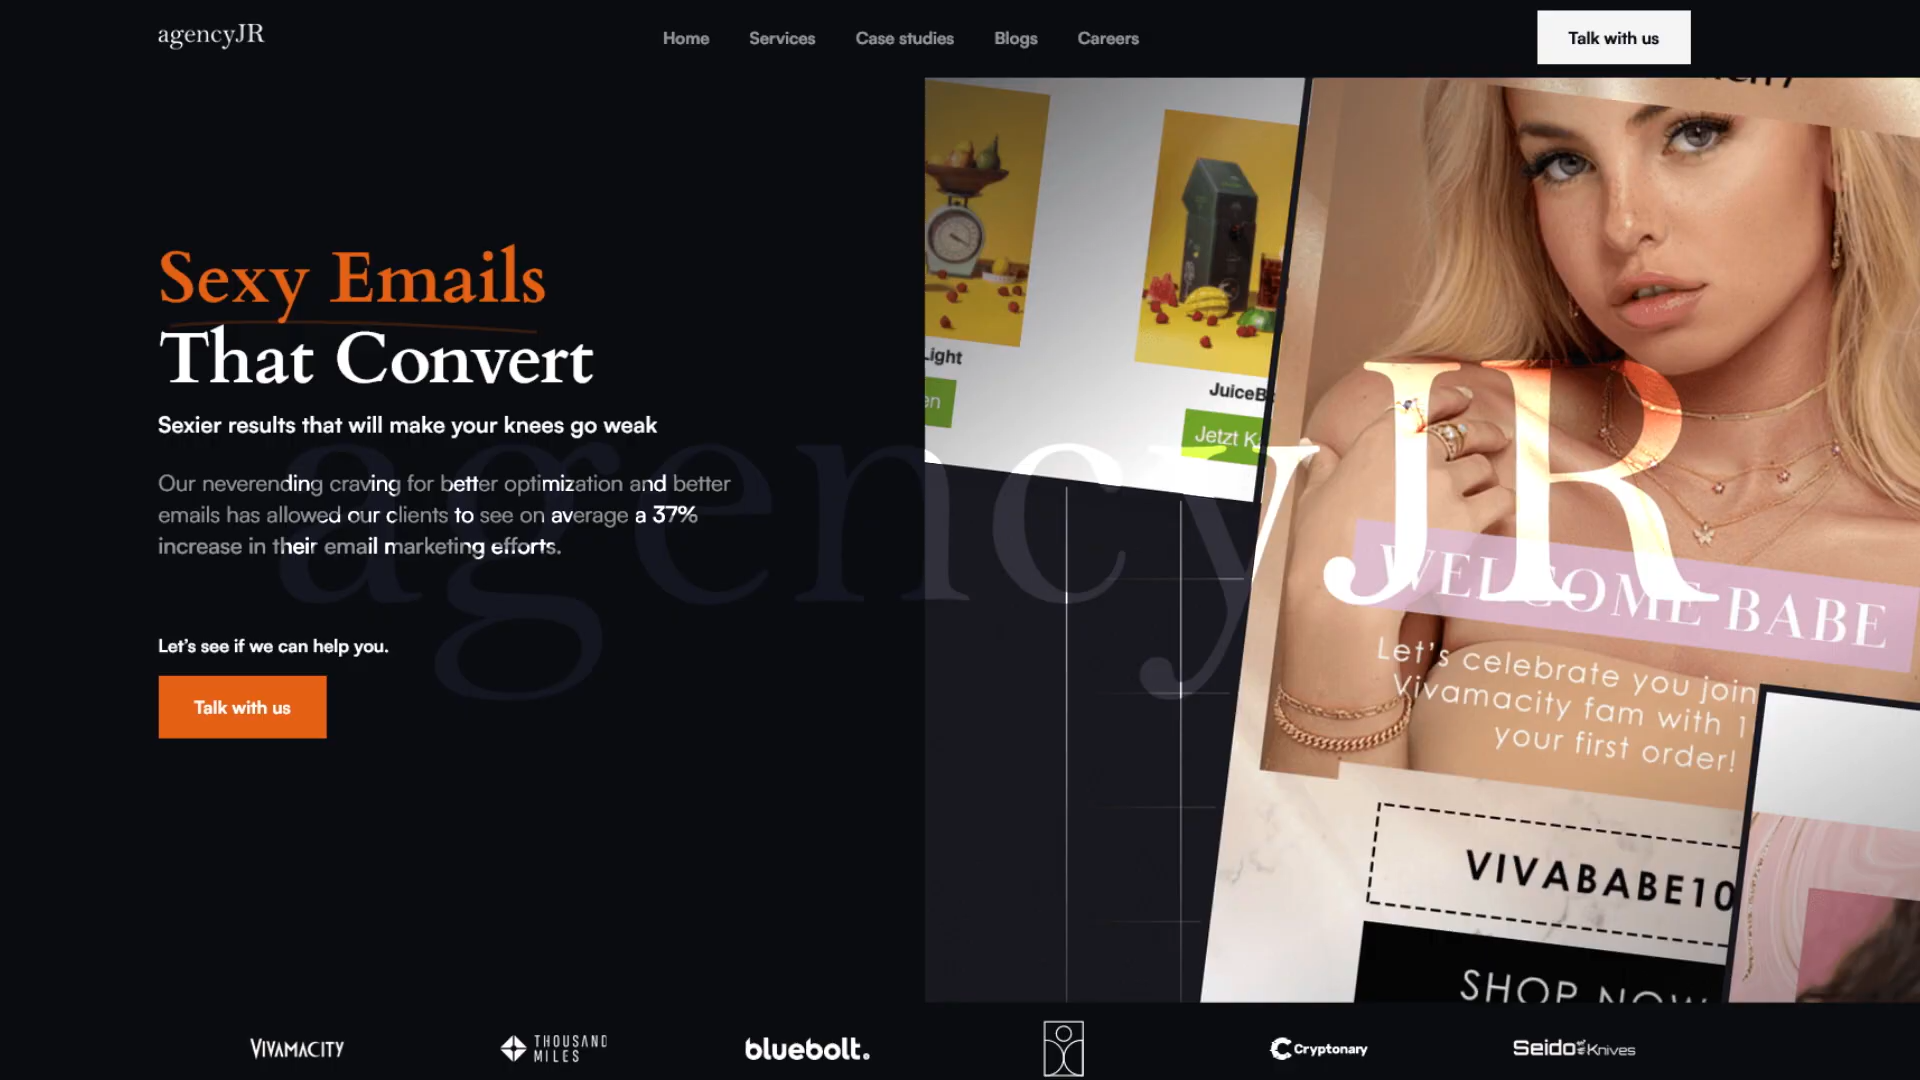 agencyJR
Home
Services
Case studies
Blogs
Careers
Talk with us
Sexy Emails
That Convert
Sexier results that will make your knees go weak
Our neverending craving for better optimization and better
emails has allowed our clients to see on average a 37%
increase in their email marketing efforts.
Let's see if we can help you.
Talk with us
agencyJR
Light
en
JuiceB
Jetzt K
WELCOME BABE
Let's celebrate you join
Vivamacity fam with 1
your first order!
VIVABABE10
SHOP NOW
VIVAMACITY
THOUSAND
MILES
bluebolt.
Cryptonary
Seido Knives